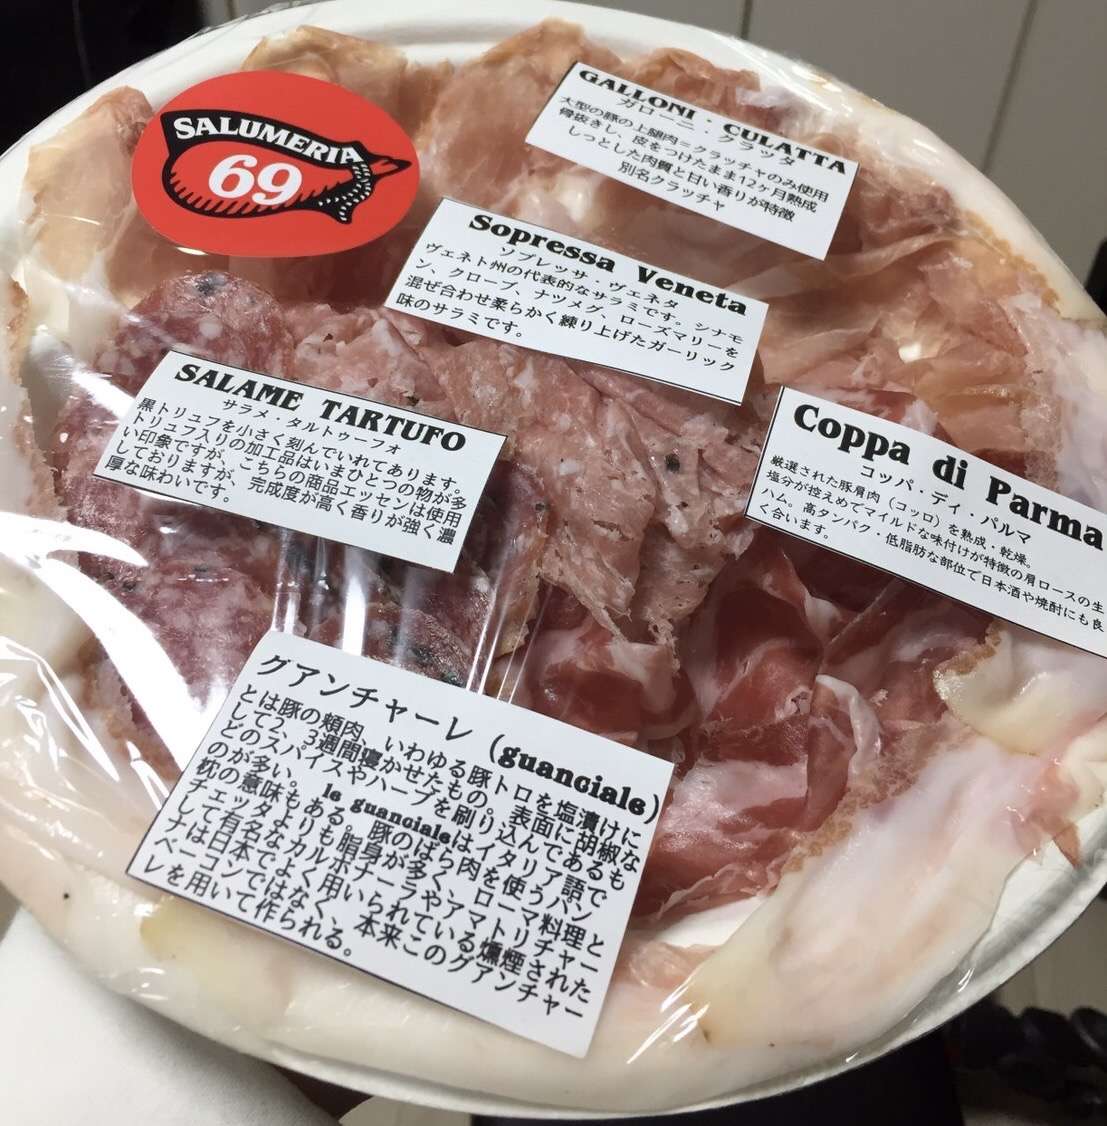 SALUMERIA
69
GALLONI・CULATTA
ガローニ・クラッタ
大型の豚の上腿肉=クラッチャのみ使用
骨抜きし、皮をつけたまま12ヶ月熟成
しっとりした肉質と甘い香りが特徴
別名クラッチャ
Sopressa Veneta
ソプレッサ・ヴェネタ
ヴェネト州の代表的なサラミです。シナモ
ン、クローブ、ナツメグ、ローズマリーを
混ぜ合わせ柔らかく練り上げたガーリック
味のサラミです。
SALAME TARTUFO
サラメ・タルトゥーフォ
黒トリュフを小さく刻んでいれてあります。
トリュフ入りの加工品はいまひとつの物が多
い印象ですが、こちらの商品エッセンは使用
しておりますが、完成度が高く香りが強く濃
厚な味わいです。
Coppa di Parma
コッパ・ディ・パルマ
厳選された豚肩肉(コッロ)を熟成・乾燥。
塩分が控えめでマイルドな味付けが特徴の肩ロースの生
ハム。高タンパク・低脂肪な部位で日本酒や焼酎にも良
く合います。
グアンチャーレ(guanciale)
とは豚の頬肉 いわゆる豚トロを塩漬けに
して2、3週間寝かせたもの。表面に胡椒な
どのスパイスやハーブを刷り込んであるも
のが多い。 le guancialeはイタリア語で
枕の意味もある。豚のばら肉を使うパン
チェッタよりも脂身が多く、ローマ料理と
して有名なカルボナーラやアマトリチャー
ナは日本でよく用いられている燻煙された
ベーコンではなく、本来このグアンチャー
レを用いて作られる。